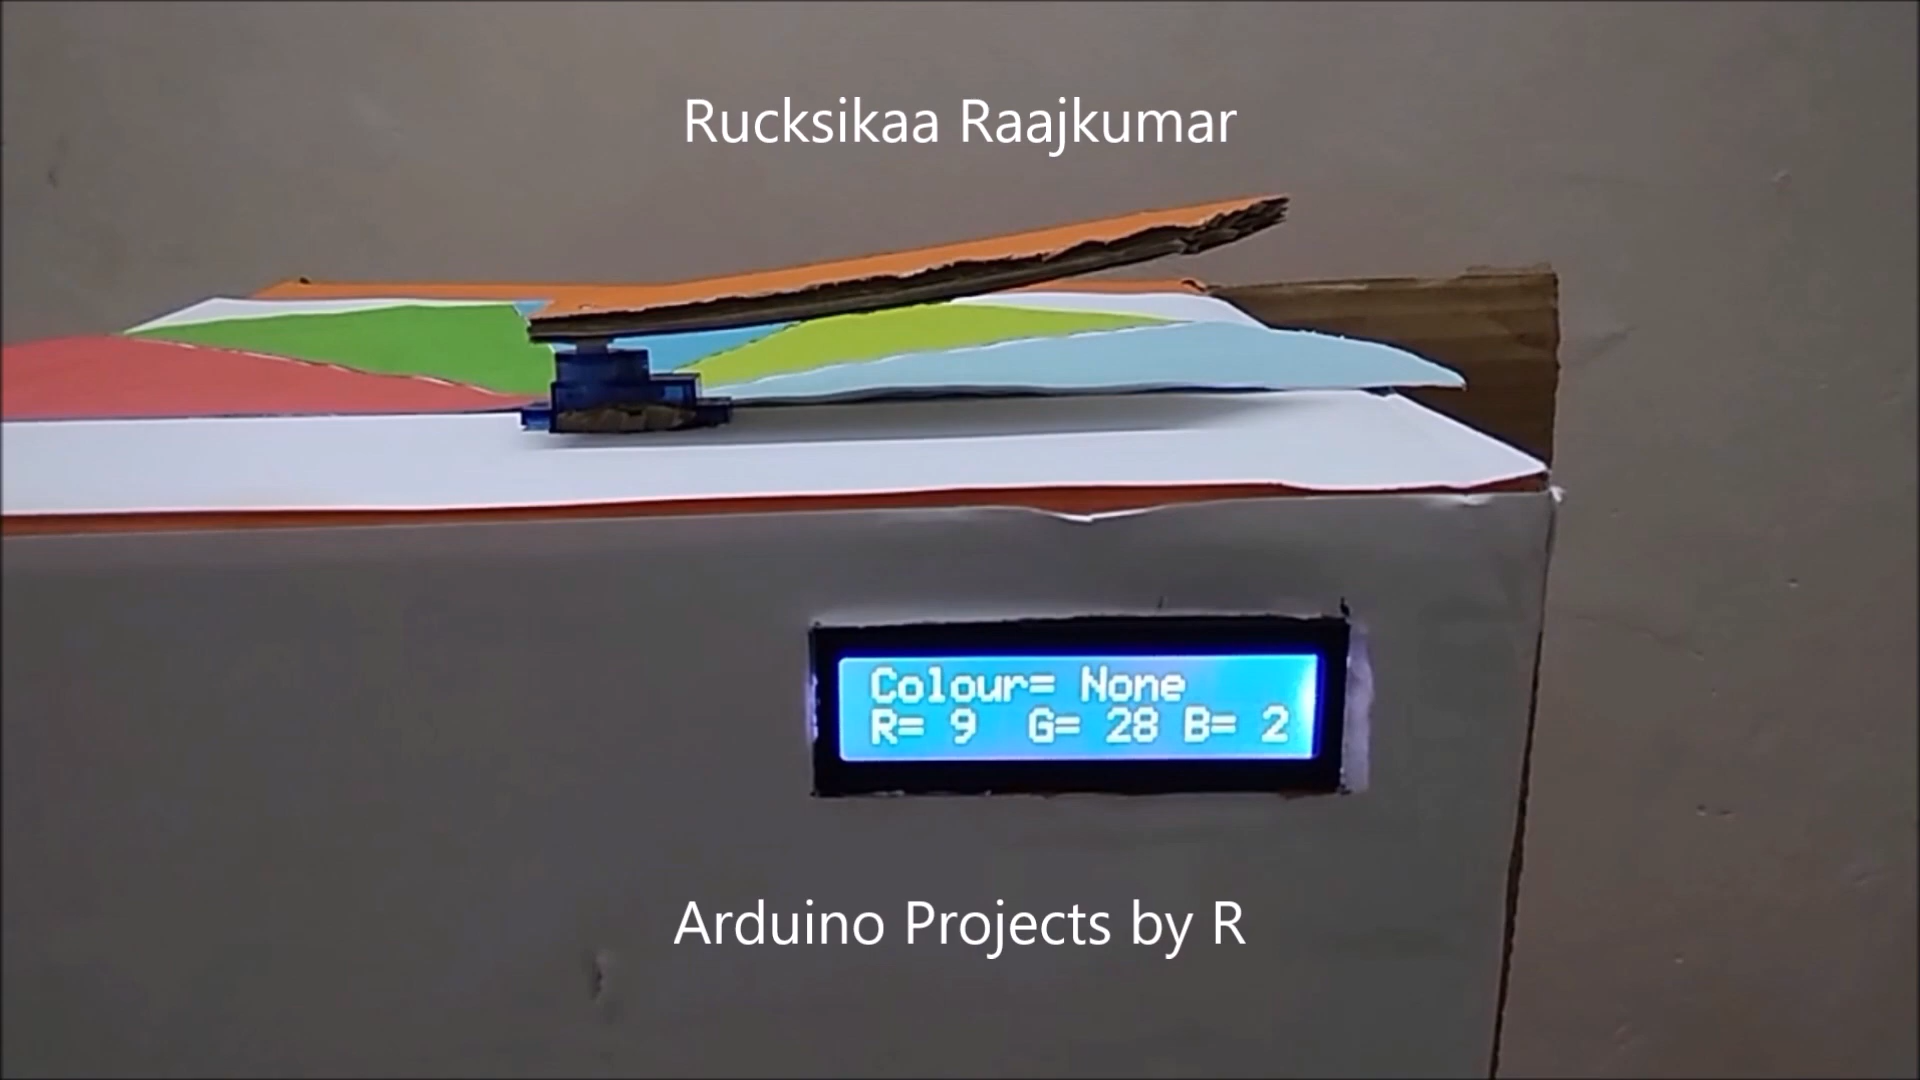 Rucksikaa Raajkumar
Colour= None
R= 9 G= 28 B= 2
Arduino Projects by R